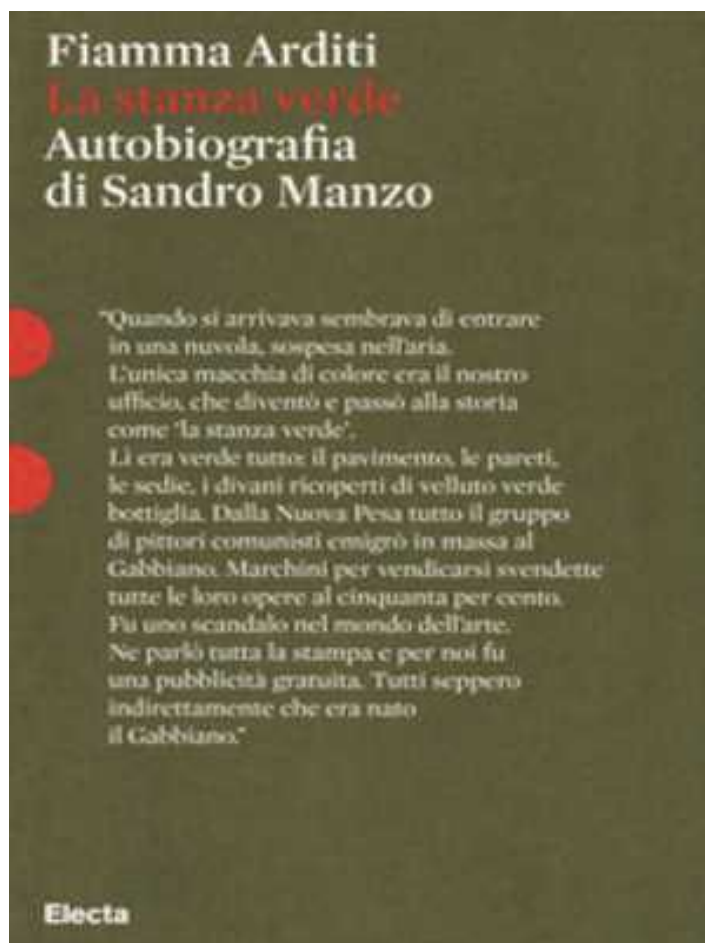 Fiamma Arditi
La stanza verde
Autobiografia
di Sandro Manzo
"Quando si arrivava sembrava di entrare
in una nuvola, sospesa nell'aria.
L'unica macchia di colore era il nostro
ufficio, che diventò e passò alla storia
come 'la stanza verde'.
Lì era verde tutto: il pavimento, le pareti,
le sedie, i divani ricoperti di velluto verde
bottiglia. Dalla Nuova Pesa tutto il gruppo
di pittori comunisti emigrò in massa al
Gabbiano. Marchini per vendicarsi svendette
tutte le loro opere al cinquanta per cento.
Fu uno scandalo nel mondo dell'arte.
Ne parlò tutta la stampa e per noi fu
una pubblicità gratuita. Tutti seppero
indirettamente che era nato
il Gabbiano."
Electa